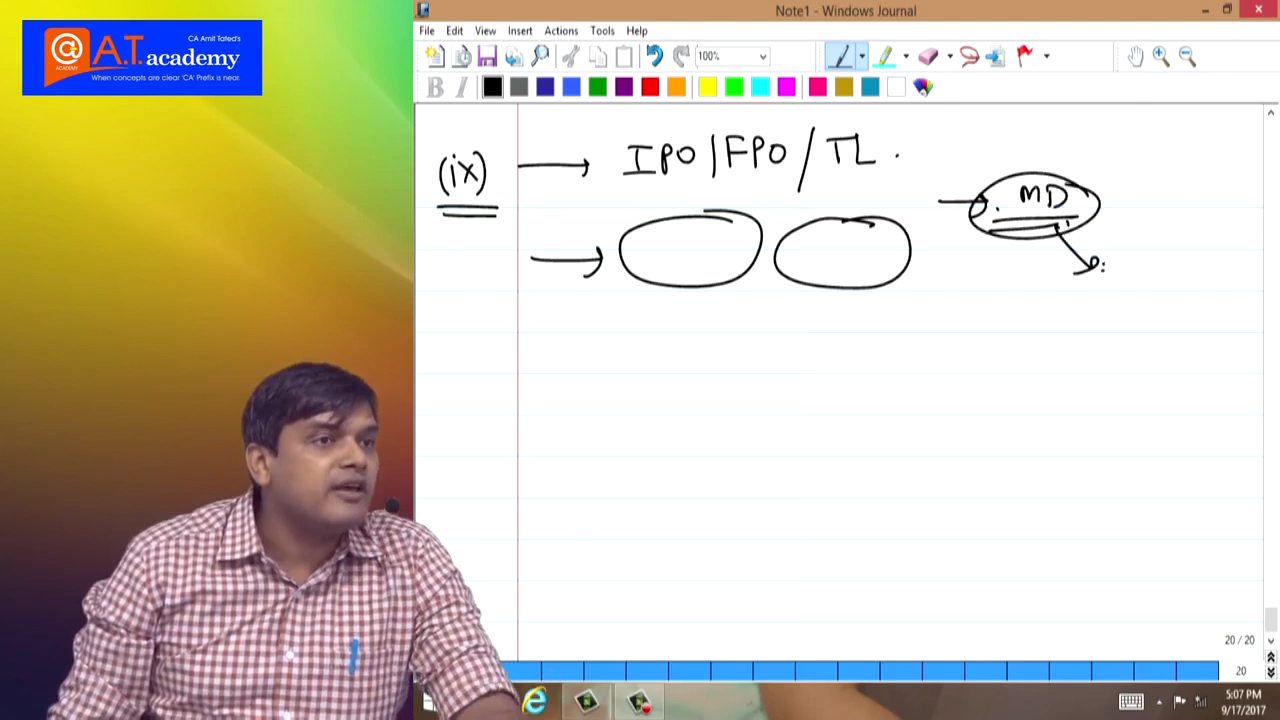 CA Amit Tated's
@ A.T. academy
ACADEMY
When concepts are clear 'CA' Prefix is near.
Note1 - Windows Journal
File Edit View Insert Actions Tools Help
100%
B I
(ix) → IPO / FPO / TL .
MD
20 / 20
20
5:07 PM
9/17/2017